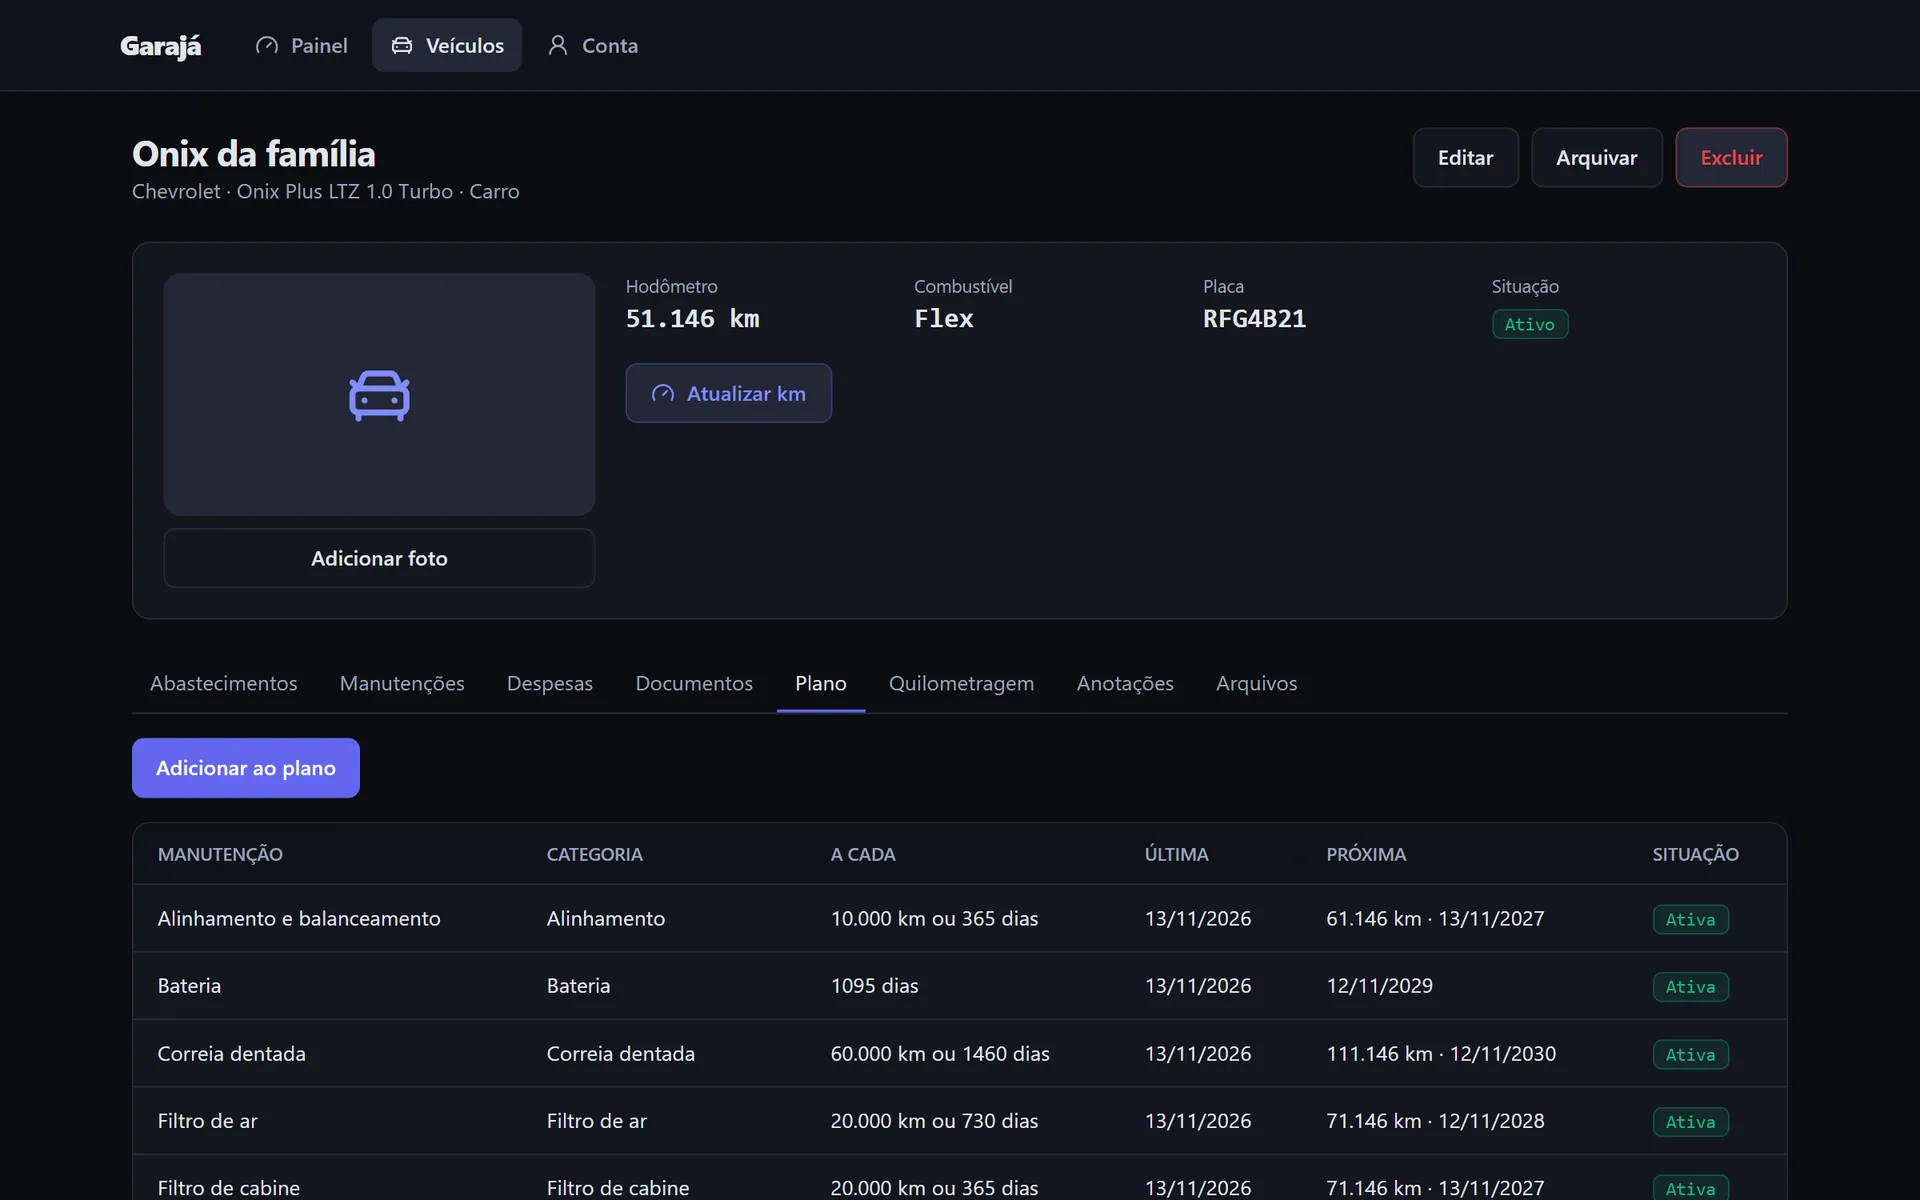 Garajá
Painel
Veículos
Conta
Onix da família
Chevrolet · Onix Plus LTZ 1.0 Turbo · Carro
Editar
Arquivar
Excluir
Hodômetro
51.146 km
Combustível
Flex
Placa
RFG4B21
Situação
Ativo
Atualizar km
Adicionar foto
Abastecimentos
Manutenções
Despesas
Documentos
Plano
Quilometragem
Anotações
Arquivos
Adicionar ao plano
MANUTENÇÃO CATEGORIA A CADA ÚLTIMA PRÓXIMA SITUAÇÃO
Alinhamento e balanceamento Alinhamento 10.000 km ou 365 dias 13/11/2026 61.146 km · 13/11/2027 Ativa
Bateria Bateria 1095 dias 13/11/2026 12/11/2029 Ativa
Correia dentada Correia dentada 60.000 km ou 1460 dias 13/11/2026 111.146 km · 12/11/2030 Ativa
Filtro de ar Filtro de ar 20.000 km ou 730 dias 13/11/2026 71.146 km · 12/11/2028 Ativa
Filtro de cabine Filtro de cabine 20.000 km ou 365 dias 13/11/2026 71.146 km · 13/11/2027 Ativa